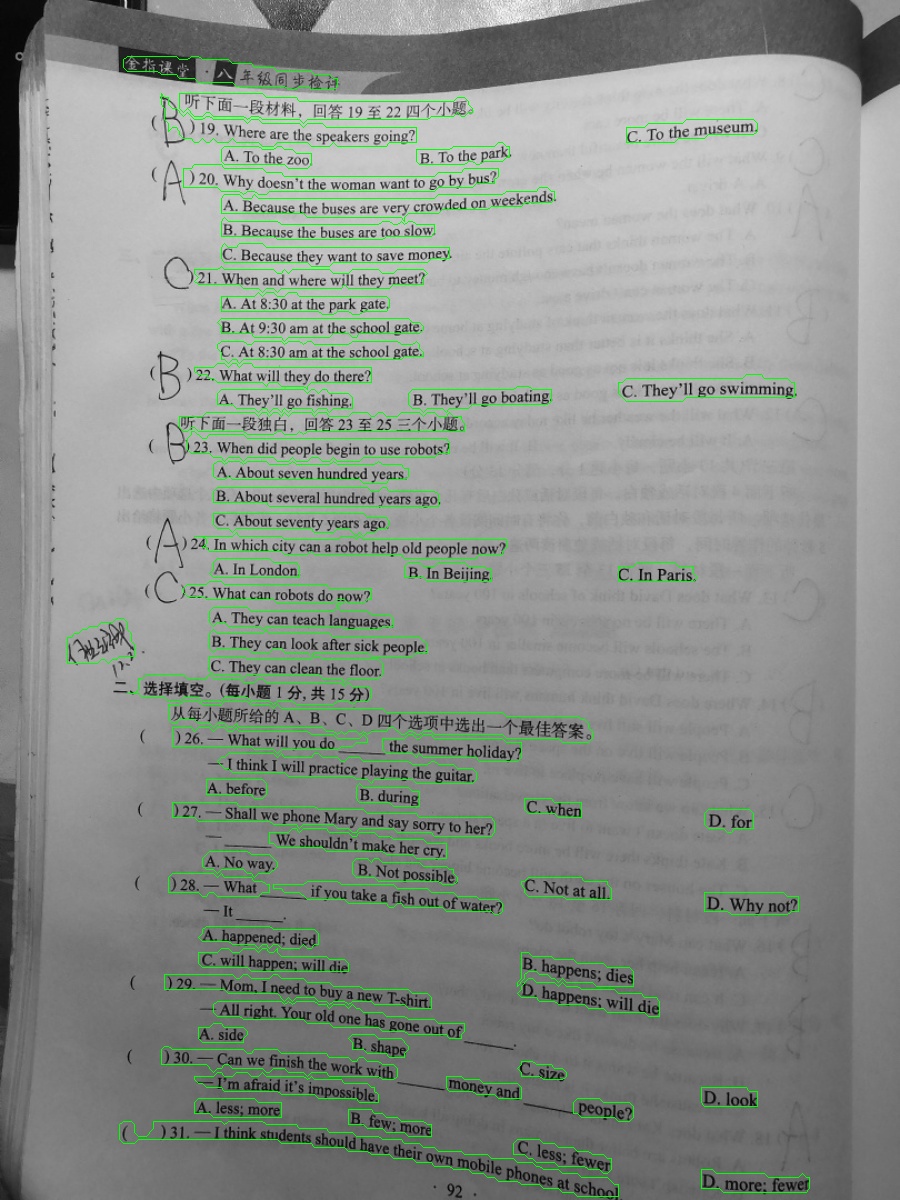 金指课堂 · 八年级同步检评
听下面一段材料，回答 19 至 22 四个小题。
( B ) 19. Where are the speakers going?
A. To the zoo. B. To the park. C. To the museum.
( A ) 20. Why doesn't the woman want to go by bus?
A. Because the buses are very crowded on weekends.
B. Because the buses are too slow.
C. Because they want to save money.
C 21. When and where will they meet?
A. At 8:30 at the park gate.
B. At 9:30 am at the school gate.
C. At 8:30 am at the school gate.
( B ) 22. What will they do there?
A. They'll go fishing. B. They'll go boating. C. They'll go swimming.
听下面一段独白，回答 23 至 25 三个小题。
( B ) 23. When did people begin to use robots?
A. About seven hundred years.
B. About several hundred years ago.
C. About seventy years ago.
( A ) 24. In which city can a robot help old people now?
A. In London. B. In Beijing. C. In Paris.
( C ) 25. What can robots do now?
A. They can teach languages.
B. They can look after sick people.
C. They can clean the floor.
二、选择填空。(每小题 1 分, 共 15 分)
从每小题所给的 A、B、C、D 四个选项中选出一个最佳答案。
( ) 26. — What will you do ______ the summer holiday?
— I think I will practice playing the guitar.
A. before B. during C. when D. for
( ) 27. — Shall we phone Mary and say sorry to her?
— ______ We shouldn't make her cry.
A. No way. B. Not possible. C. Not at all. D. Why not?
( ) 28. — What ______ if you take a fish out of water?
— It ______.
A. happened; died B. happens; dies
C. will happen; will die D. happens; will die
( ) 29. — Mom, I need to buy a new T-shirt.
— All right. Your old one has gone out of ______.
A. side B. shape C. size D. look
( ) 30. — Can we finish the work with ______ money and ______ people?
— I'm afraid it's impossible.
A. less; more B. few; more C. less; fewer D. more; fewer
( ) 31. — I think students should have their own mobile phones at school
· 92 ·